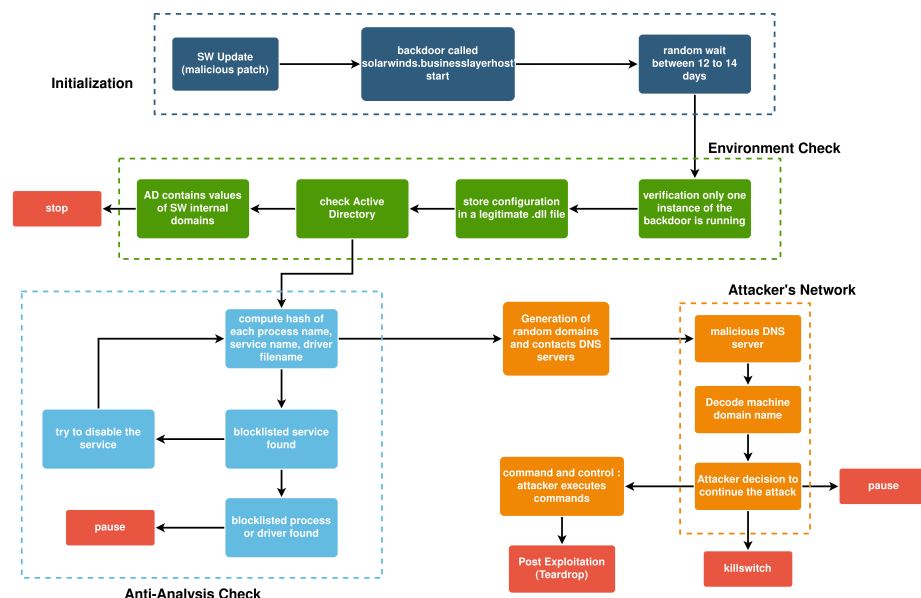 SW Update
(malicious patch)
backdoor called
solarwinds.businesslayerhost
start
random wait
between 12 to 14
days
Initialization
Environment Check
stop
AD contains values
of SW internal
domains
check Active
Directory
store configuration
in a legitimate .dll file
verification only one
instance of the
backdoor is running
Attacker's Network
compute hash of
each process name,
service name, driver
filename
Generation of
random domains
and contacts DNS
servers
malicious DNS
server
Decode machine
domain name
try to disable the
service
blocklisted service
found
command and control :
attacker executes
commands
Attacker decision to
continue the attack
pause
pause
blocklisted process
or driver found
Post Exploitation
(Teardrop)
killswitch
Anti-Analysis Check